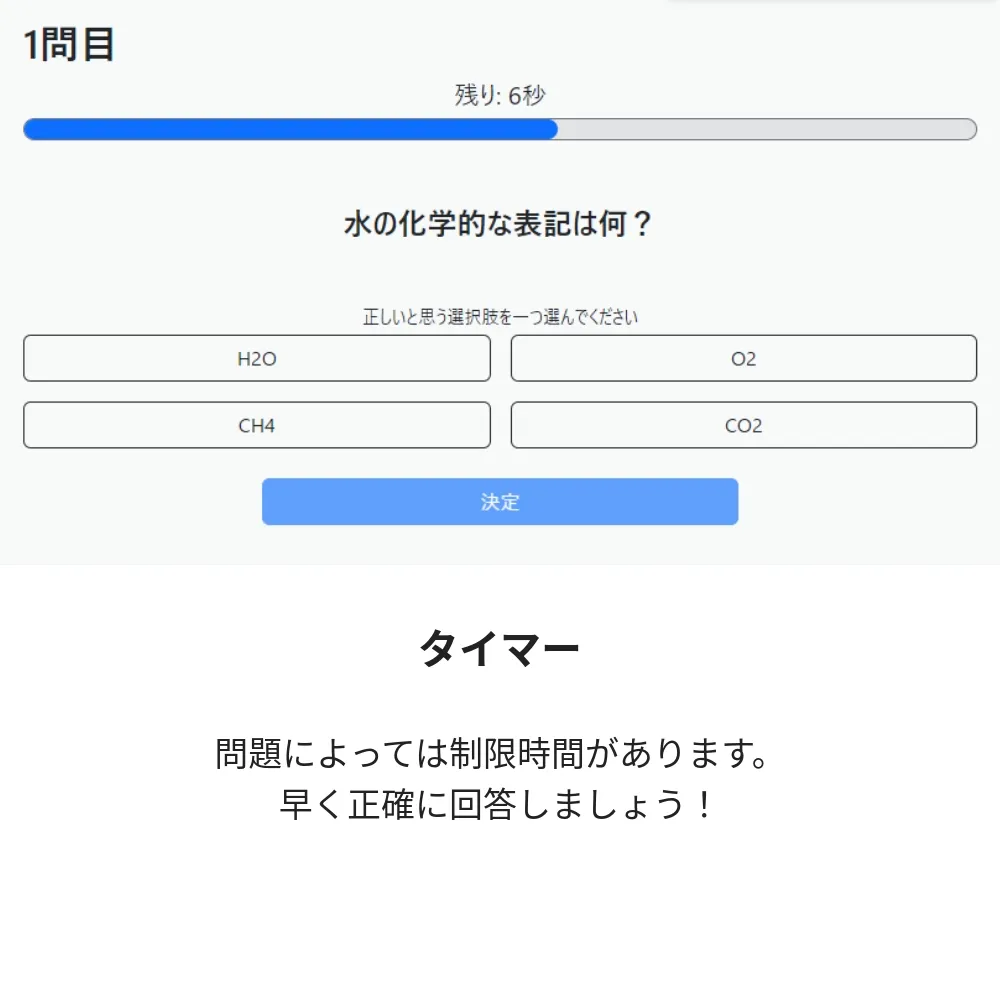 1問目
残り: 6秒
水の化学的な表記は何？
正しいと思う選択肢を一つ選んでください
H2O
O2
CH4
CO2
決定
タイマー
問題によっては制限時間があります。
早く正確に回答しましょう！